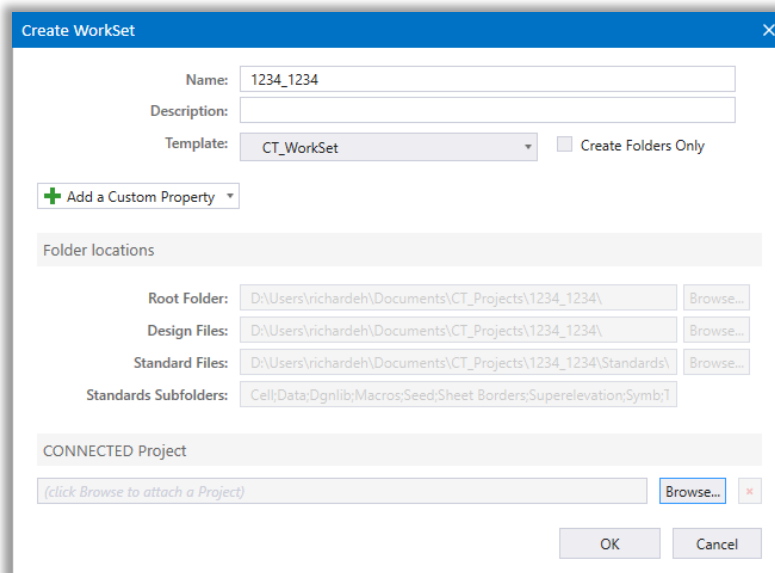 Create WorkSet
Name: 1234_1234
Description:
Template: CT_WorkSet Create Folders Only
Add a Custom Property
Folder locations
Root Folder: D:\Users\richardeh\Documents\CT_Projects\1234_1234\ Browse...
Design Files: D:\Users\richardeh\Documents\CT_Projects\1234_1234\ Browse...
Standard Files: D:\Users\richardeh\Documents\CT_Projects\1234_1234\Standards\ Browse...
Standards Subfolders: Cell;Data;Dgnlib;Macros;Seed;Sheet Borders;Superelevation;Symb;T
CONNECTED Project
(click Browse to attach a Project) Browse...
OK Cancel